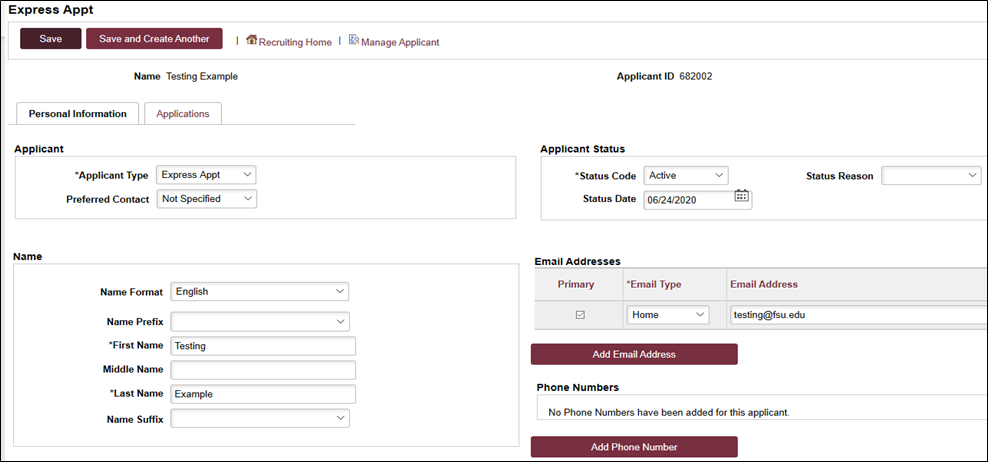 Express Appt
Save
Save and Create Another
| Recruiting Home | Manage Applicant
Name Testing Example
Applicant ID 682002
Personal Information
Applications
Applicant
*Applicant Type Express Appt
Preferred Contact Not Specified
Applicant Status
*Status Code Active
Status Reason
Status Date 06/24/2020
Name
Name Format English
Name Prefix
*First Name Testing
Middle Name
*Last Name Example
Name Suffix
Email Addresses
Primary *Email Type Email Address
Home testing@fsu.edu
Add Email Address
Phone Numbers
No Phone Numbers have been added for this applicant.
Add Phone Number